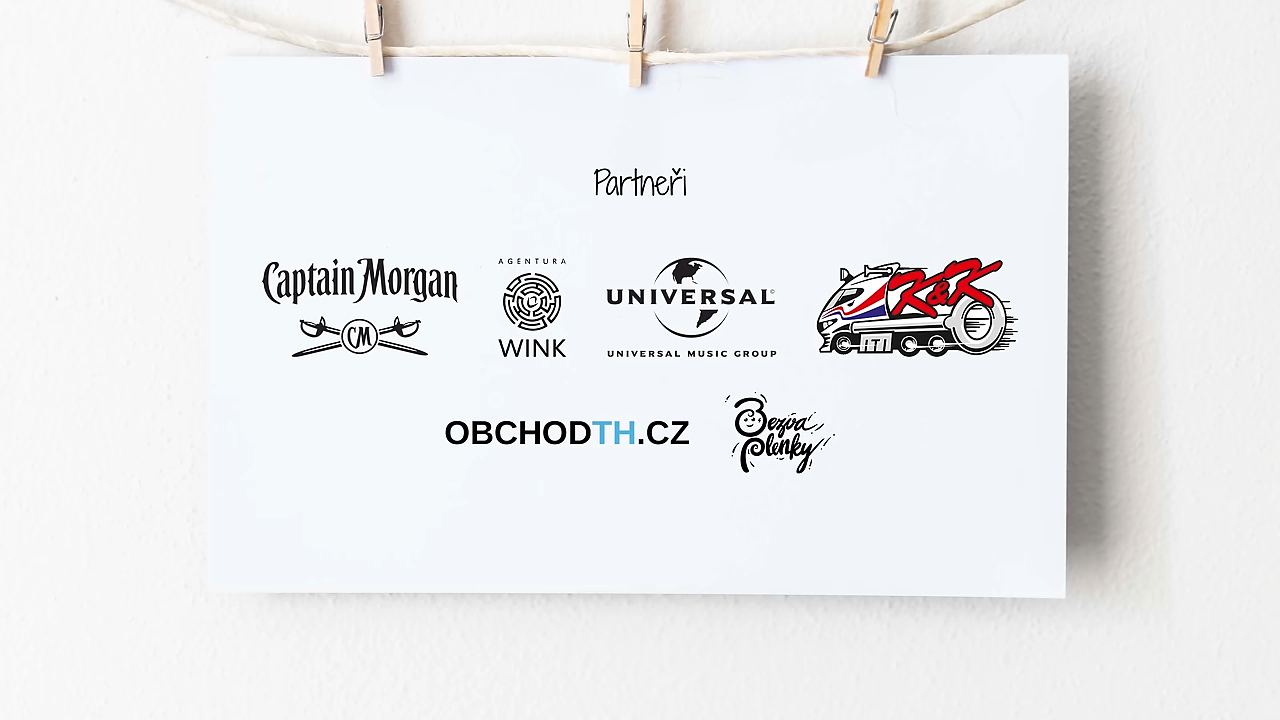 Partneři
Captain Morgan
CM
AGENTURA
WINK
UNIVERSAL
UNIVERSAL MUSIC GROUP
K&K
OBCHODTH.CZ
Bezva
Plenky